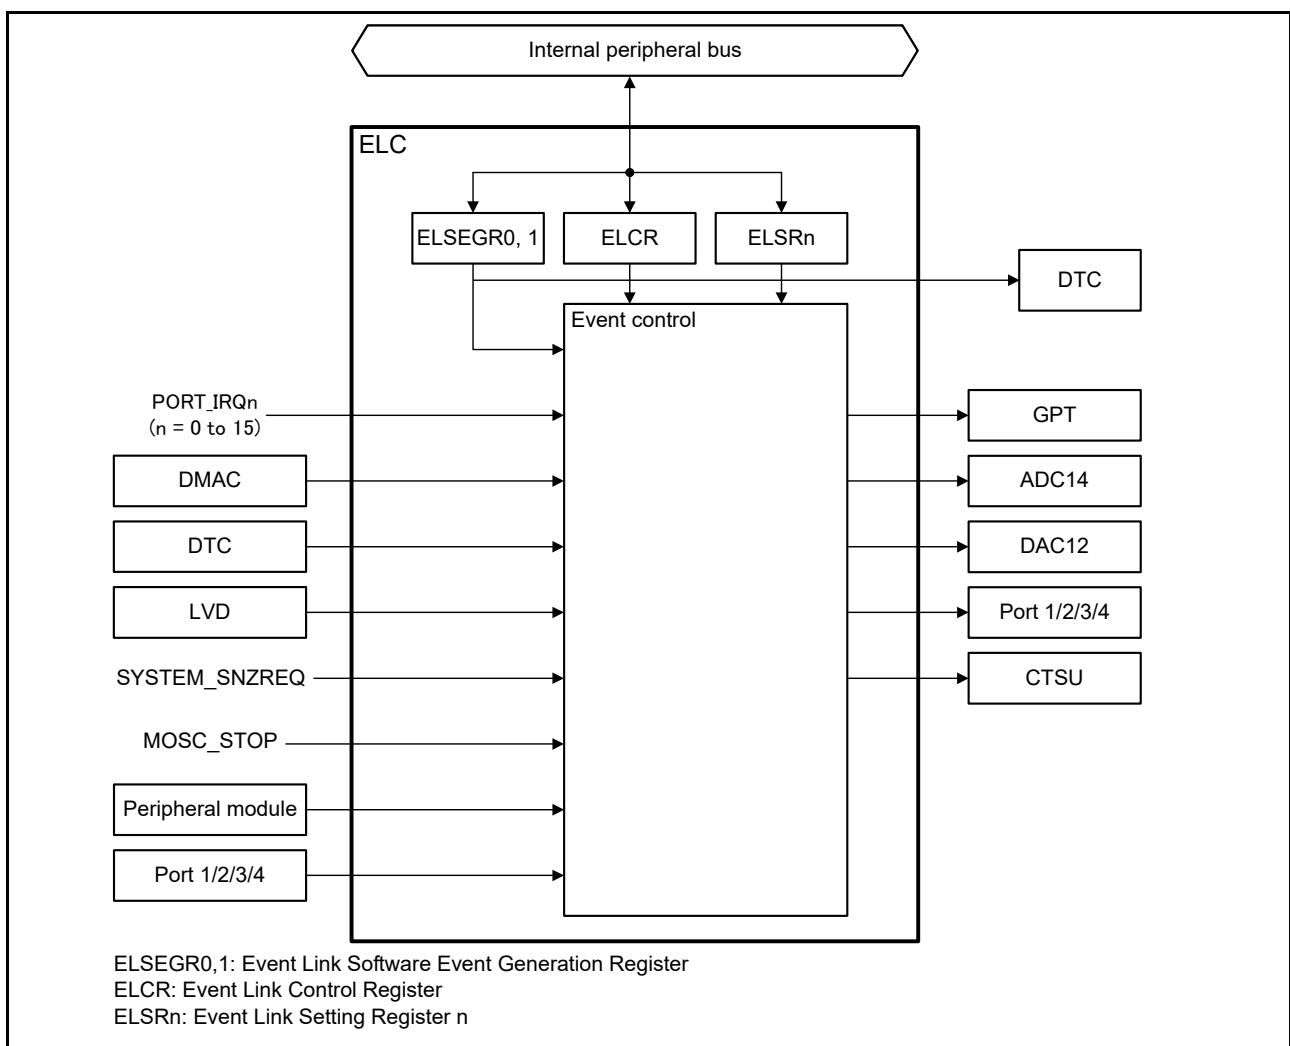 Internal peripheral bus
ELC
ELSEGR0, 1
ELCR
ELSRn
DTC
Event control
PORT_IRQn
(n = 0 to 15)
GPT
DMAC
ADC14
DTC
DAC12
LVD
Port 1/2/3/4
SYSTEM_SNZREQ
CTSU
MOSC_STOP
Peripheral module
Port 1/2/3/4
ELSEGR0,1: Event Link Software Event Generation Register
ELCR: Event Link Control Register
ELSRn: Event Link Setting Register n